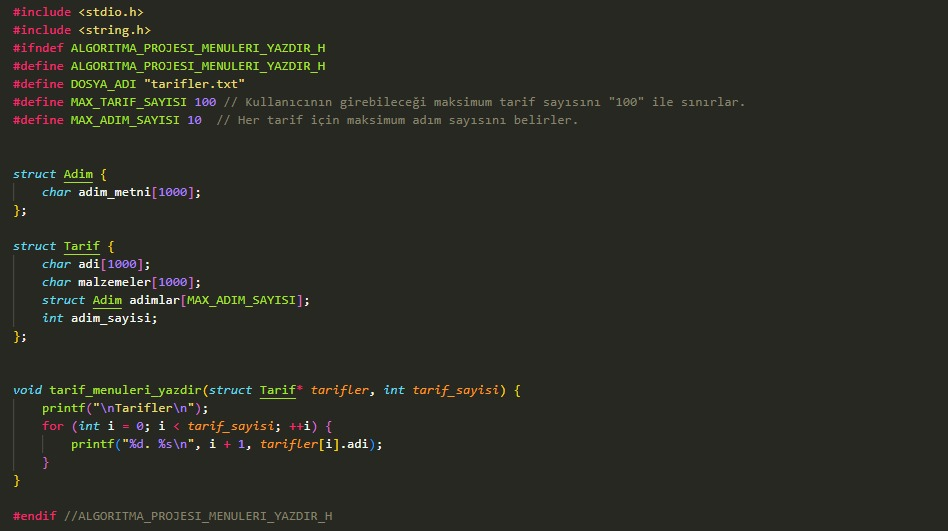 #include <stdio.h>
#include <string.h>
#ifndef ALGORITMA_PROJESI_MENULERI_YAZDIR_H
#define ALGORITMA_PROJESI_MENULERI_YAZDIR_H
#define DOSYA_ADI "tarifler.txt"
#define MAX_TARIF_SAYISI 100 // Kullanıcının girebileceği maksimum tarif sayısını "100" ile sınırlar.
#define MAX_ADIM_SAYISI 10  // Her tarif için maksimum adım sayısını belirler.
struct Adim {
    char adim_metni[1000];
};
struct Tarif {
    char adi[1000];
    char malzemeler[1000];
    struct Adim adimlar[MAX_ADIM_SAYISI];
    int adim_sayisi;
};
void tarif_menuleri_yazdir(struct Tarif* tarifler, int tarif_sayisi) {
    printf("\nTarifler\n");
    for (int i = 0; i < tarif_sayisi; ++i) {
        printf("%d. %s\n", i + 1, tarifler[i].adi);
    }
}
#endif //ALGORITMA_PROJESI_MENULERI_YAZDIR_H